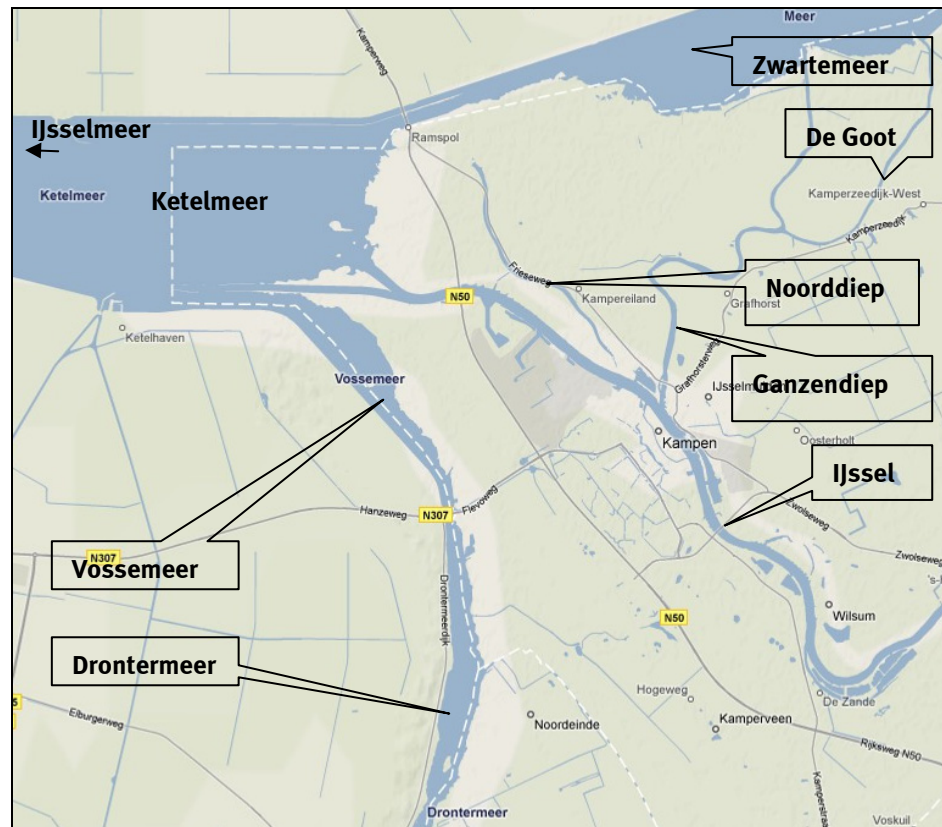 Meer
Zwartemeer
Kamperweg
IJsselmeer
Ramspol
De Goot
Ketelmeer
Ketelmeer
Kamperzeedijk-West
Kamperzeedijk
Frieseweg
Noorddiep
N50
Kampereiland
Grafhorst
Ketelhaven
Grafhorsterweg
Vossemeer
Ganzendiep
Kampen
Oosterholt
IJssel
Zwolseweg
Flevoweg
Hanzeweg
N307
N307
Zwolseweg
Vossemeer
Drontermeerdijk
N50
Wilsum
Drontermeer
Hogeweg
De Zande
Elburgerweg
Noordeinde
Kamperveen
Rijksweg N50
Drontermeer
Voskuil